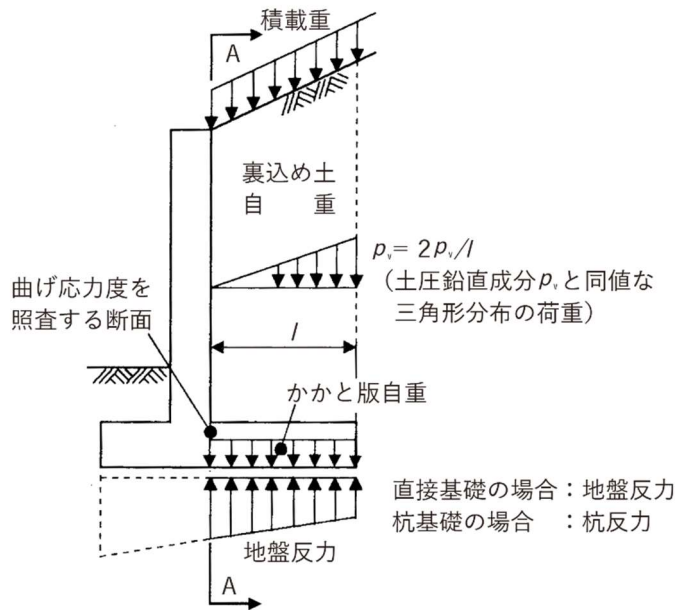 積載重
A
裏込め土
自　重
pᵥ= 2pᵥ/l
（土圧鉛直成分pᵥと同値な
三角形分布の荷重）
曲げ応力度を
照査する断面
l
かかと版自重
直接基礎の場合：地盤反力
杭基礎の場合　：杭反力
地盤反力
A